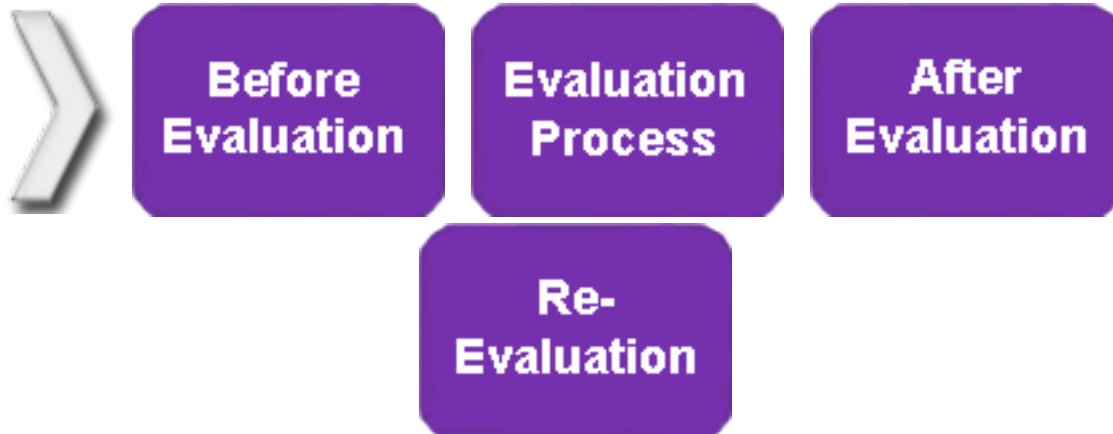 Before
Evaluation
Evaluation
Process
After
Evaluation
Re-
Evaluation